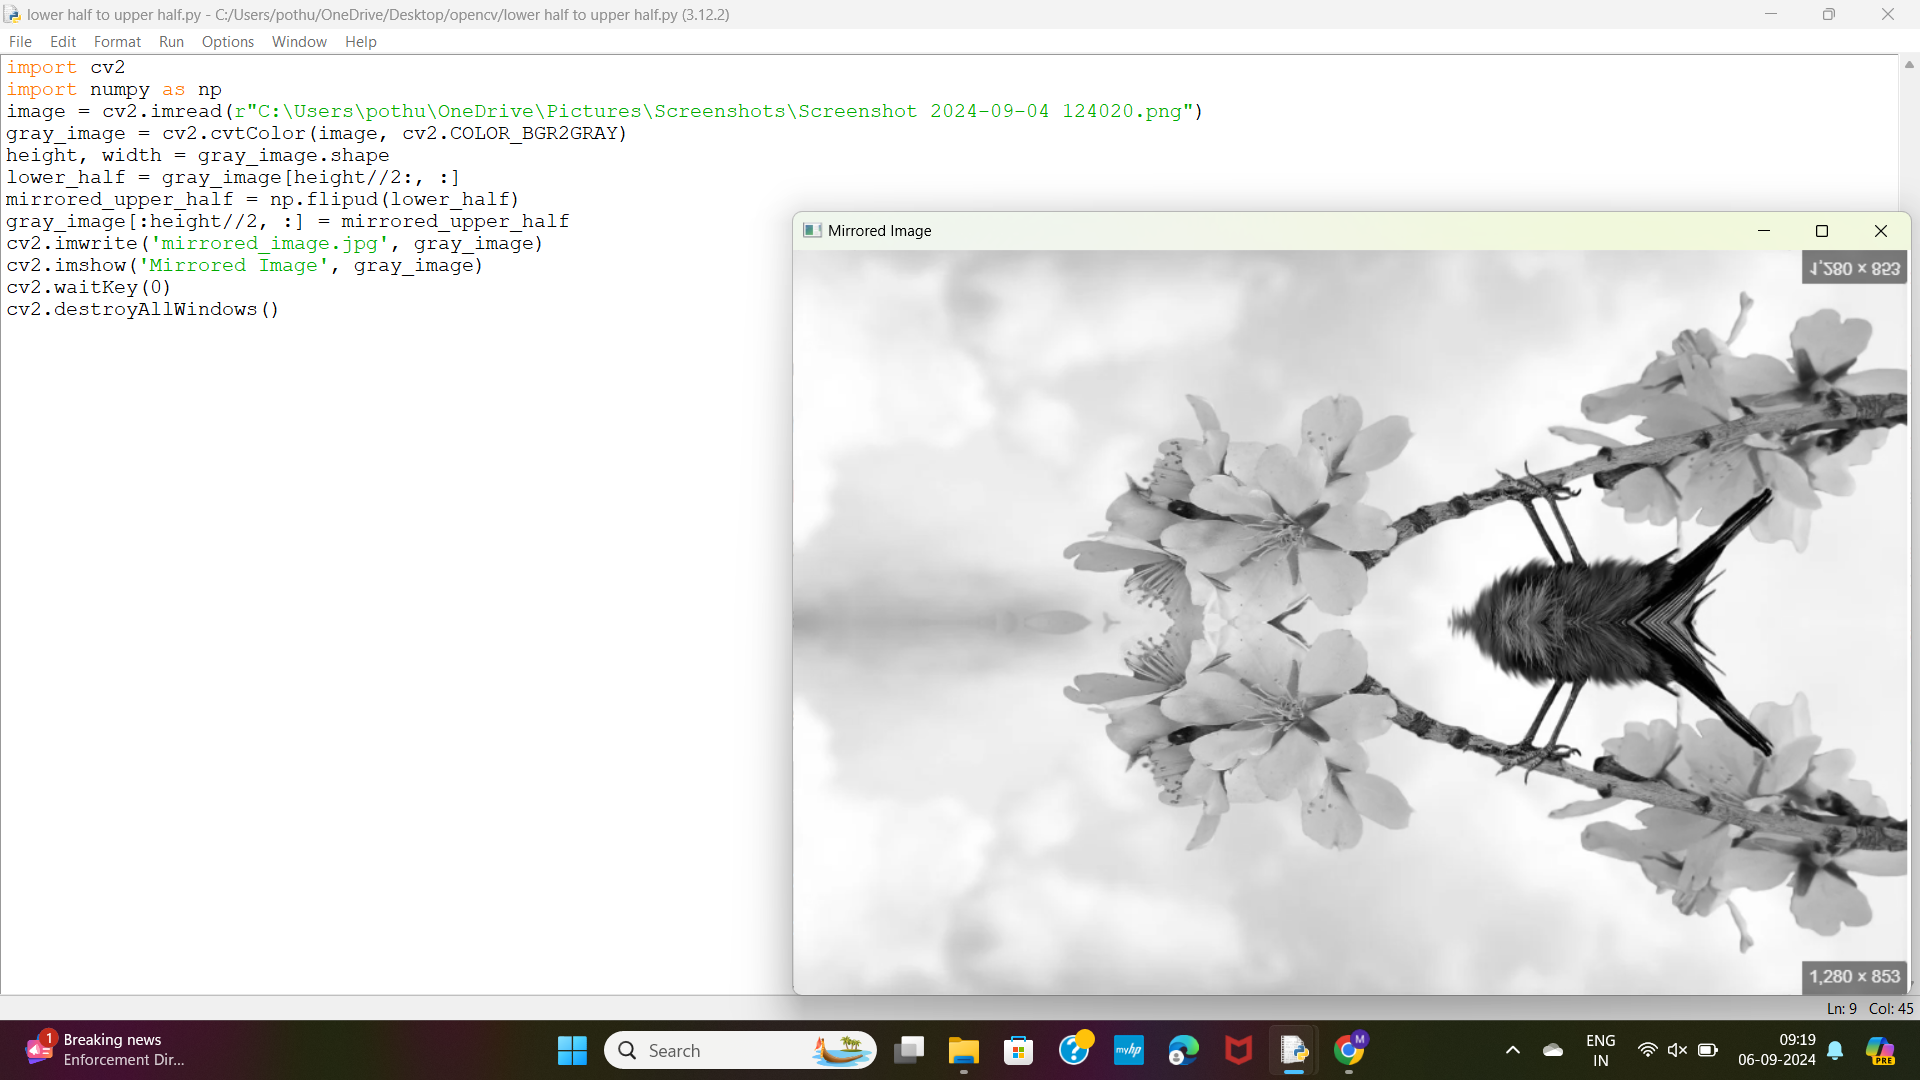 lower half to upper half.py - C:/Users/pothu/OneDrive/Desktop/opencv/lower half to upper half.py (3.12.2)
File Edit Format Run Options Window Help
import cv2
import numpy as np
image = cv2.imread(r"C:\Users\pothu\OneDrive\Pictures\Screenshots\Screenshot 2024-09-04 124020.png")
gray_image = cv2.cvtColor(image, cv2.COLOR_BGR2GRAY)
height, width = gray_image.shape
lower_half = gray_image[height//2:, :]
mirrored_upper_half = np.flipud(lower_half)
gray_image[:height//2, :] = mirrored_upper_half
cv2.imwrite('mirrored_image.jpg', gray_image)
cv2.imshow('Mirrored Image', gray_image)
cv2.waitKey(0)
cv2.destroyAllWindows()
Mirrored Image
1,280 × 853
1,280 × 853
Ln: 9 Col: 45
1
Breaking news
Enforcement Dir...
Search
myhp
M
ENG
IN
09:19
06-09-2024
PRE